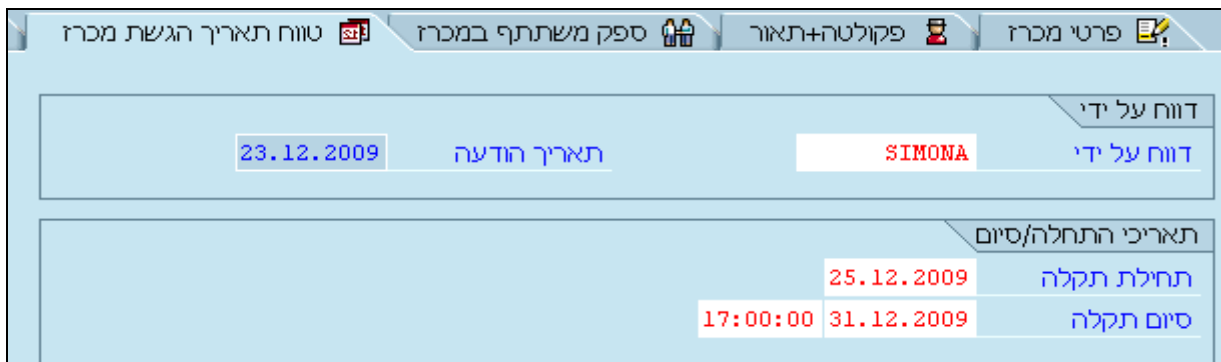 פרטי מכרז פקולטה+תאור ספק משתתף במכרז טווח תאריך הגשת מכרז
דווח על ידי
דווח על ידי SIMONA תאריך הודעה 23.12.2009
תאריכי התחלה/סיום
תחילת תקלה 25.12.2009
סיום תקלה 31.12.2009 17:00:00